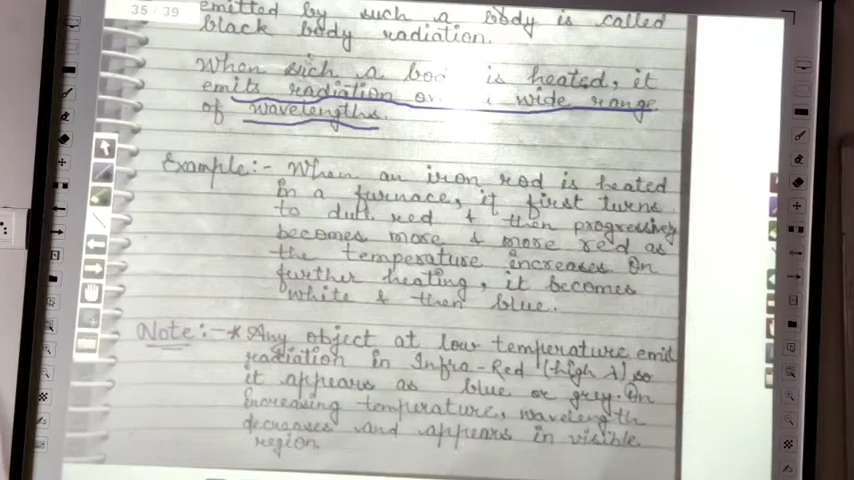 35 / 39
emitted by such a body is called
black body radiation.
When such a is heated, it
emits radiation wide range
of wavelengths.
Example:- When an iron rod is heated
in a furnace, it first turns
to dull red & then progressively
becomes more & more red as
the temperature increases. On
further heating, it becomes
white & then blue.
Note:-* Any object at low temperature emit
radiation in Infra-Red (high λ) so
it appears as blue or grey. On
increasing temperature, wavelength
decreases and appears in visible
region.